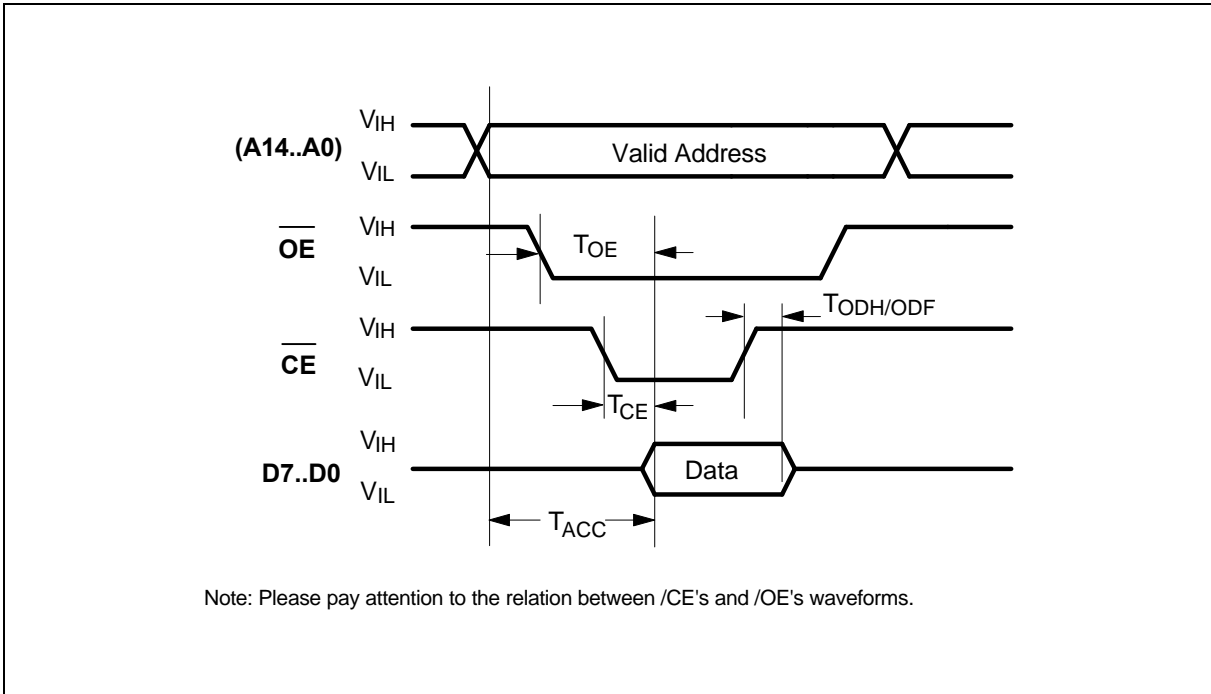 VIH
(A14..A0)
Valid Address
VIL
VIH
OE
TOE
VIL
TODH/ODF
VIH
CE
VIL
TCE
VIH
D7..D0
Data
VIL
TACC
Note: Please pay attention to the relation between /CE's and /OE's waveforms.